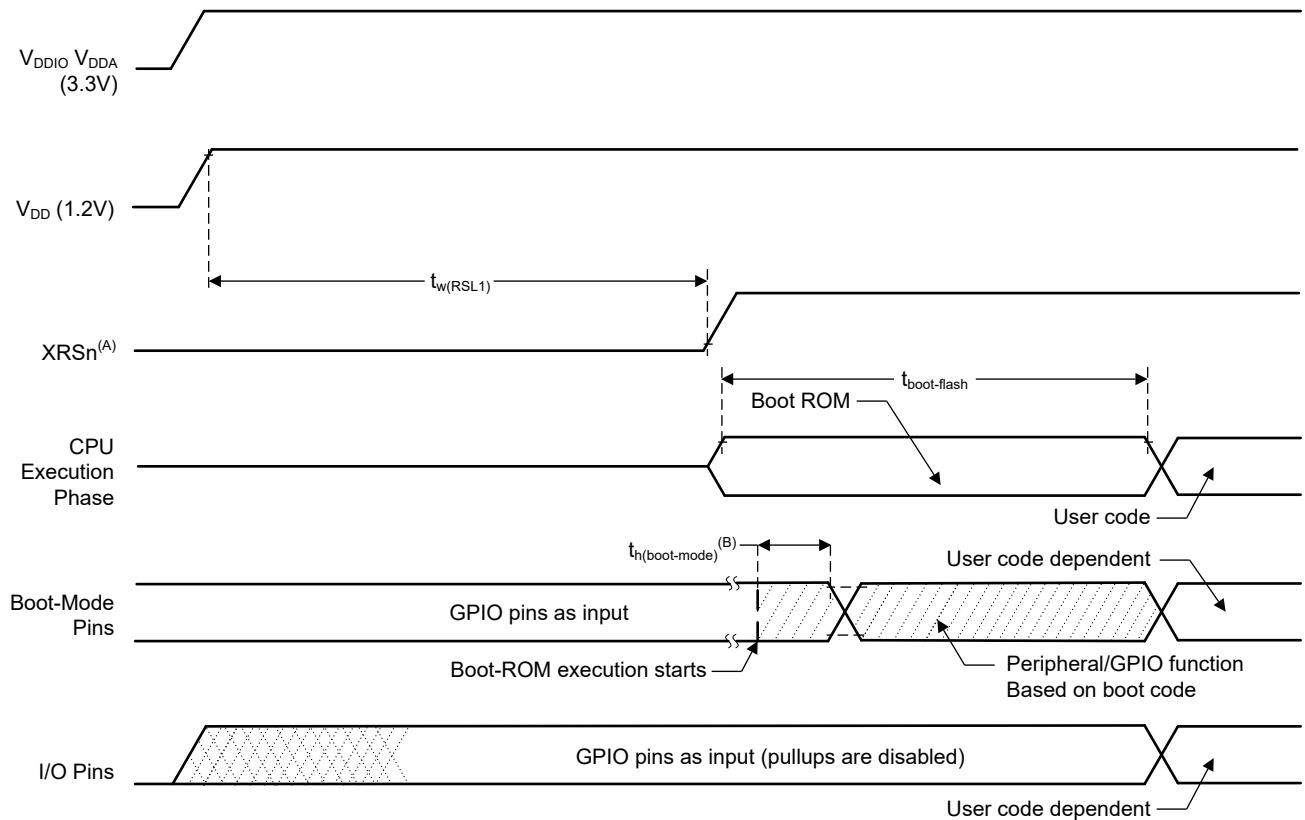 VDDIO VDDA
(3.3V)
VDD (1.2V)
tw(RSL1)
XRSn(A)
tboot-flash
Boot ROM
CPU
Execution
Phase
User code
th(boot-mode)(B)
User code dependent
Boot-Mode
Pins
GPIO pins as input
Boot-ROM execution starts
Peripheral/GPIO function
Based on boot code
I/O Pins
GPIO pins as input (pullups are disabled)
User code dependent